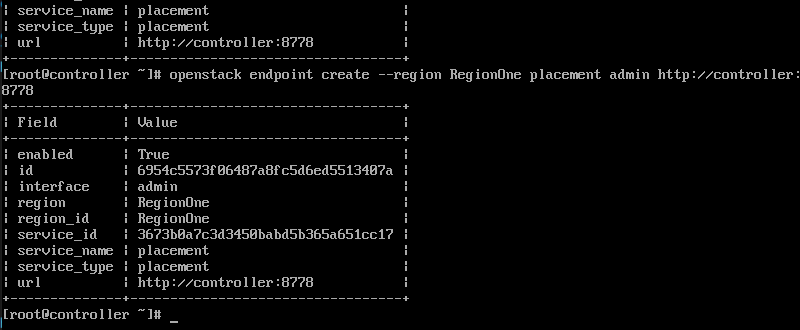 ¦ service_name ¦ placement                        ¦
¦ service_type ¦ placement                        ¦
¦ url          ¦ http://controller:8778           ¦
+--------------+----------------------------------+
[root@controller ~]# openstack endpoint create --region RegionOne placement admin http://controller:
8778
+--------------+----------------------------------+
¦ Field        ¦ Value                            ¦
+--------------+----------------------------------+
¦ enabled      ¦ True                             ¦
¦ id           ¦ 6954c5573f06487a8fc5d6ed5513407a ¦
¦ interface    ¦ admin                            ¦
¦ region       ¦ RegionOne                        ¦
¦ region_id    ¦ RegionOne                        ¦
¦ service_id   ¦ 3673b0a7c3d3450babd5b365a651cc17 ¦
¦ service_name ¦ placement                        ¦
¦ service_type ¦ placement                        ¦
¦ url          ¦ http://controller:8778           ¦
+--------------+----------------------------------+
[root@controller ~]# _